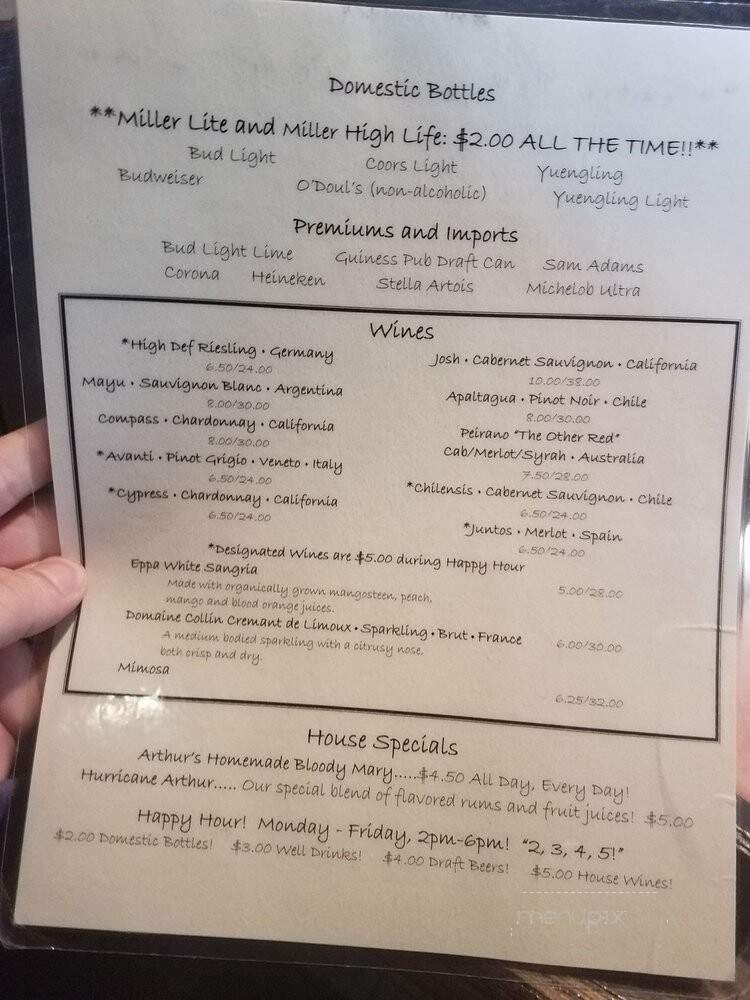 Domestic Bottles
**Miller Lite and Miller High Life: $2.00 ALL THE TIME!!**
Bud Light Coors Light Yuengling
Budweiser O'Doul's (non-alcoholic) Yuengling Light
Premiums and Imports
Bud Light Lime Guiness Pub Draft Can Sam Adams
Corona Heineken Stella Artois Michelob Ultra
Wines
*High Def Riesling • Germany
6.50/24.00
Mayu • Sauvignon Blanc • Argentina
8.00/30.00
Compass • Chardonnay • California
8.00/30.00
*Avanti • Pinot Grigio • Veneto • Italy
6.50/24.00
*Cypress • Chardonnay • California
6.50/24.00
Josh • Cabernet Sauvignon • California
10.00/38.00
Apaltagua • Pinot Noir • Chile
8.00/30.00
Peirano "The Other Red"
Cab/Merlot/Syrah • Australia
7.50/28.00
*Chilensis • Cabernet Sauvignon • Chile
6.50/24.00
*Juntos • Merlot • Spain
6.50/24.00
*Designated Wines are $5.00 during Happy Hour
Eppa White Sangria 5.00/28.00
Made with organically grown mangosteen, peach,
mango and blood orange juices.
Domaine Collin Cremant de Limoux • Sparkling • Brut • France 6.00/30.00
A medium bodied sparkling with a citrusy nose,
both crisp and dry.
Mimosa 6.25/32.00
House Specials
Arthur's Homemade Bloody Mary.....$4.50 All Day, Every Day!
Hurricane Arthur..... Our special blend of flavored rums and fruit juices! $5.00
Happy Hour! Monday - Friday, 2pm-6pm! "2, 3, 4, 5!"
$2.00 Domestic Bottles! $3.00 Well Drinks! $4.00 Draft Beers! $5.00 House Wines!
menupix